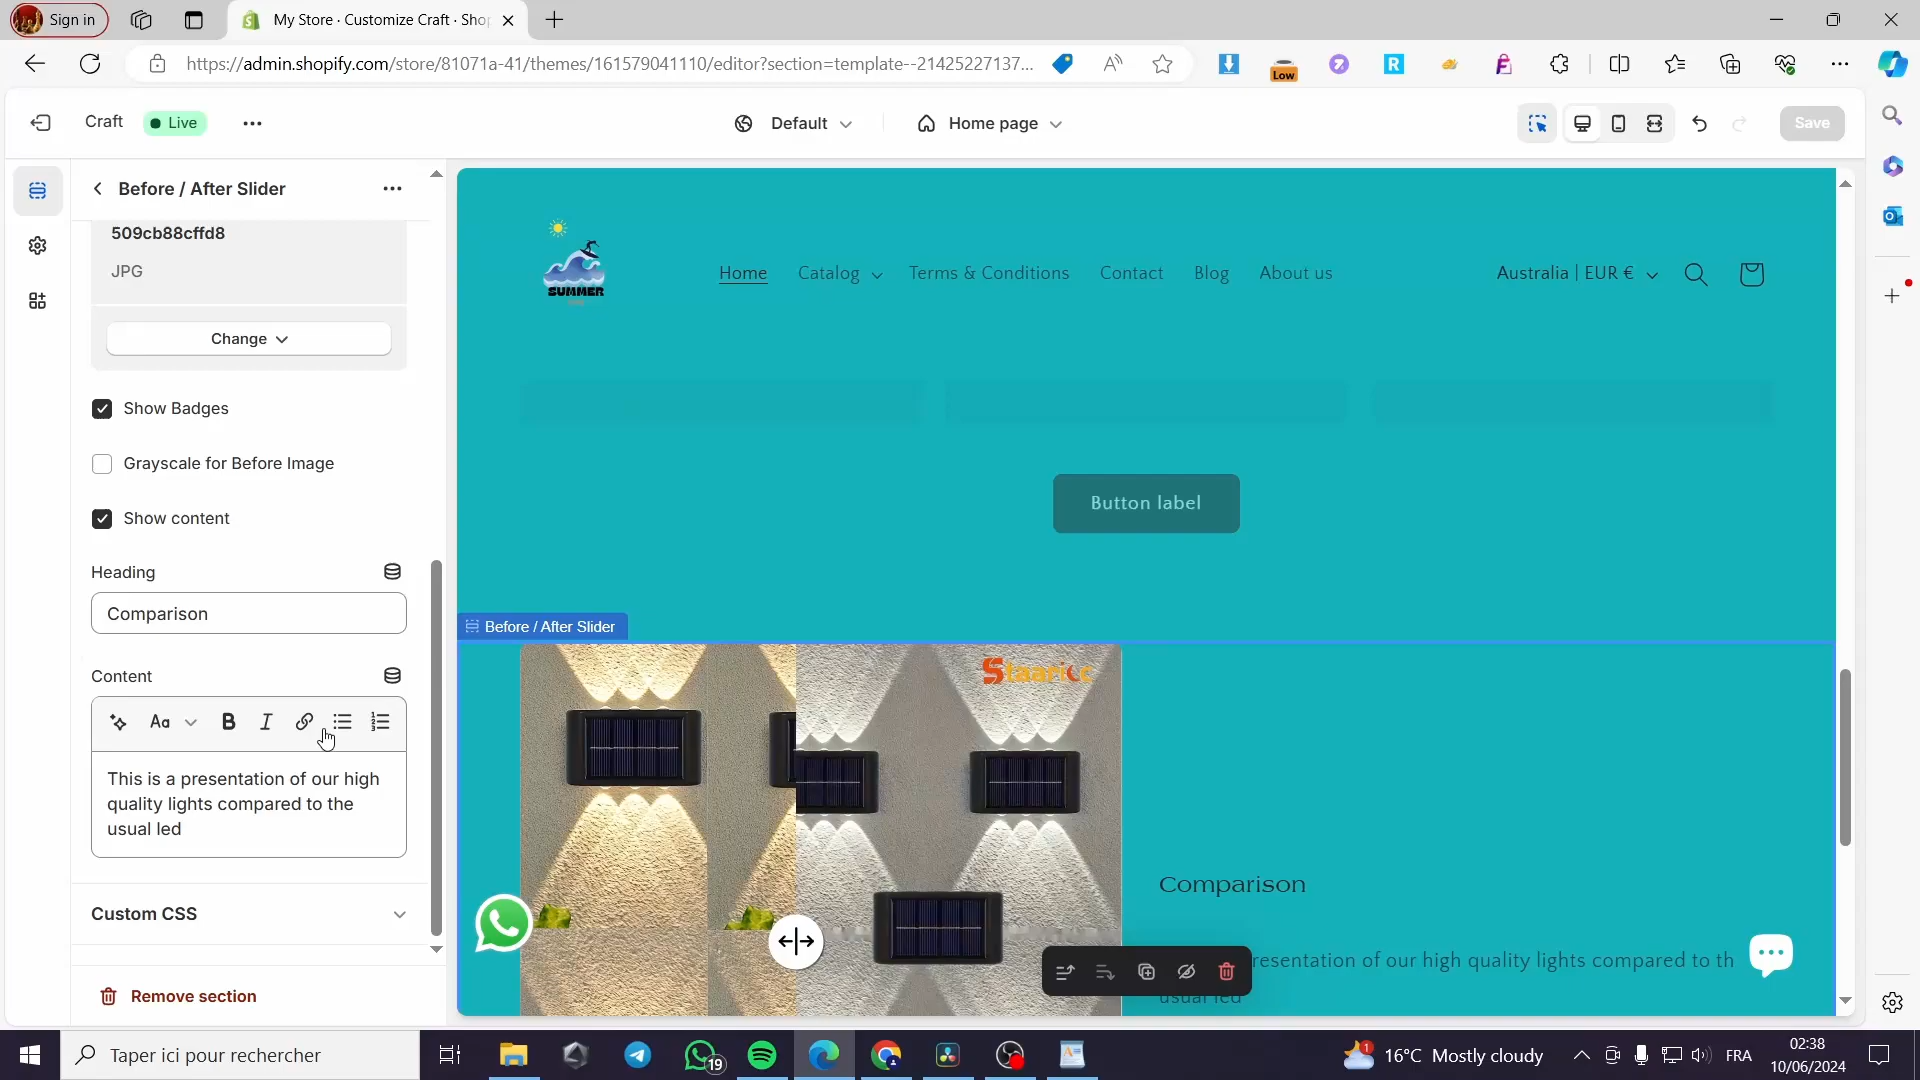 Sign in
My Store · Customize Craft · Shop
https://admin.shopify.com/store/81071a-41/themes/161579041110/editor?section=template--21425227137...
Low
Craft
Live
Default
Home page
Save
Before / After Slider
509cb88cffd8
JPG
Change
Show Badges
Grayscale for Before Image
Show content
Heading
Comparison
Content
Aa
B
I
This is a presentation of our high
quality lights compared to the
usual led
Custom CSS
Remove section
SUMMER
Home
Catalog
Terms & Conditions
Contact
Blog
About us
Australia | EUR €
Button label
Before / After Slider
Comparison
resentation of our high quality lights compared to th
usual led
Taper ici pour rechercher
19
1
16°C Mostly cloudy
FRA
02:38
10/06/2024